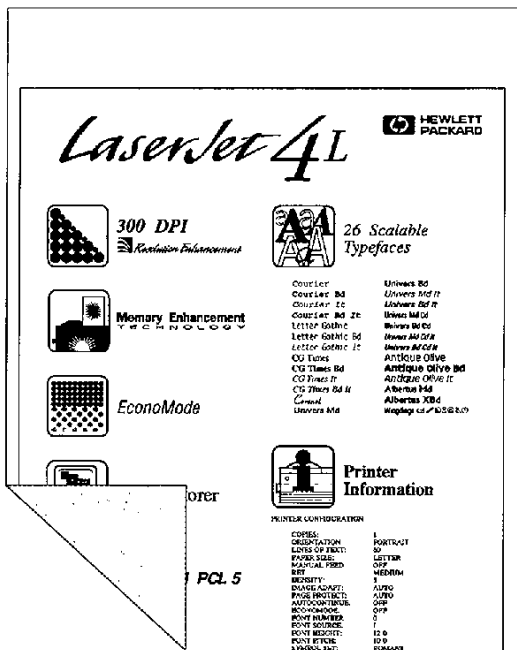 LaserJet 4L
HEWLETT
PACKARD
300 DPI
Resolution Enhancement
Memory Enhancement
TECHNOLOGY
EconoMode
orer
PCL 5
26 Scalable
Typefaces
Courier
Courier Bd
Courier It
Courier Bd It
Letter Gothic
Letter Gothic Bd
Letter Gothic It
CG Times
CG Times Bd
CG Times It
CG Times Bd It
Coronet
Univers Md
Univers Bd
Univers Md It
Univers Bd It
Univers Md Cd
Univers Bd Cd
Univers Md Cd It
Univers Bd Cd It
Antique Olive
Antique Olive Bd
Antique Olive It
Albertus Md
Albertus XBd
Wingdings
Printer
Information
PRINTER CONFIGURATION
COPIES: 1
ORIENTATION PORTRAIT
LINES OF TEXT: 60
PAPER SIZE: LETTER
MANUAL FEED OFF
RET MEDIUM
DENSITY: 3
IMAGE ADAPT: AUTO
PAGE PROTECT: AUTO
AUTOCONTINUE: OFF
ECONOMODE: OFF
FONT NUMBER 0
FONT SOURCE: I
FONT HEIGHT: 12.0
FONT PITCH: 10.0
SYMBOL SET: ROMAN8